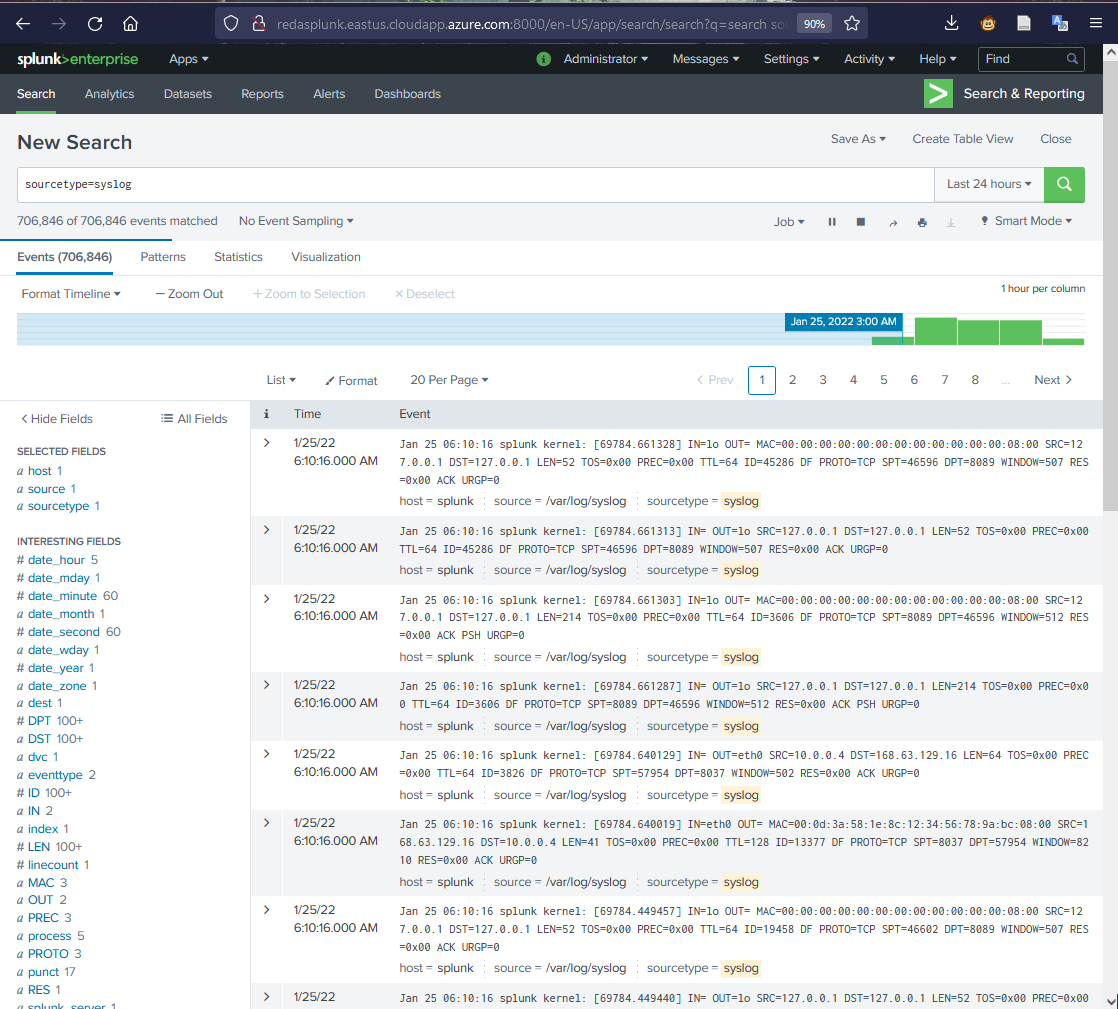 redasplunk.eastus.cloudapp.azure.com:8000/en-US/app/search/search?q=search so
90%
splunk>enterprise Apps
i Administrator Messages Settings Activity Help Find
Search Analytics Datasets Reports Alerts Dashboards
> Search & Reporting
New Search
Save As Create Table View Close
sourcetype=syslog
Last 24 hours
706,846 of 706,846 events matched No Event Sampling
Job Smart Mode
Events (706,846) Patterns Statistics Visualization
Format Timeline — Zoom Out + Zoom to Selection × Deselect
1 hour per column
Jan 25, 2022 3:00 AM
List Format 20 Per Page
< Prev 1 2 3 4 5 6 7 8 ... Next >
< Hide Fields All Fields
SELECTED FIELDS
a host 1
a source 1
a sourcetype 1
INTERESTING FIELDS
# date_hour 5
# date_mday 1
# date_minute 60
a date_month 1
# date_second 60
a date_wday 1
# date_year 1
a date_zone 1
a dest 1
# DPT 100+
a DST 100+
a dvc 1
a eventtype 2
# ID 100+
a IN 2
a index 1
# LEN 100+
# linecount 1
a MAC 3
a OUT 2
a PREC 3
a process 5
a PROTO 3
a punct 17
a RES 1
a splunk_server 1
i Time Event
> 1/25/22
6:10:16.000 AM
Jan 25 06:10:16 splunk kernel: [69784.661328] IN=lo OUT= MAC=00:00:00:00:00:00:00:00:00:00:00:00:08:00 SRC=12
7.0.0.1 DST=127.0.0.1 LEN=52 TOS=0x00 PREC=0x00 TTL=64 ID=45286 DF PROTO=TCP SPT=46596 DPT=8089 WINDOW=507 RES
=0x00 ACK URGP=0
host = splunk source = /var/log/syslog sourcetype = syslog
> 1/25/22
6:10:16.000 AM
Jan 25 06:10:16 splunk kernel: [69784.661313] IN= OUT=lo SRC=127.0.0.1 DST=127.0.0.1 LEN=52 TOS=0x00 PREC=0x00
TTL=64 ID=45286 DF PROTO=TCP SPT=46596 DPT=8089 WINDOW=507 RES=0x00 ACK URGP=0
host = splunk source = /var/log/syslog sourcetype = syslog
> 1/25/22
6:10:16.000 AM
Jan 25 06:10:16 splunk kernel: [69784.661303] IN=lo OUT= MAC=00:00:00:00:00:00:00:00:00:00:00:00:08:00 SRC=12
7.0.0.1 DST=127.0.0.1 LEN=214 TOS=0x00 PREC=0x00 TTL=64 ID=3606 DF PROTO=TCP SPT=8089 DPT=46596 WINDOW=512 RES
=0x00 ACK PSH URGP=0
host = splunk source = /var/log/syslog sourcetype = syslog
> 1/25/22
6:10:16.000 AM
Jan 25 06:10:16 splunk kernel: [69784.661287] IN= OUT=lo SRC=127.0.0.1 DST=127.0.0.1 LEN=214 TOS=0x00 PREC=0x0
0 TTL=64 ID=3606 DF PROTO=TCP SPT=8089 DPT=46596 WINDOW=512 RES=0x00 ACK PSH URGP=0
host = splunk source = /var/log/syslog sourcetype = syslog
> 1/25/22
6:10:16.000 AM
Jan 25 06:10:16 splunk kernel: [69784.640129] IN= OUT=eth0 SRC=10.0.0.4 DST=168.63.129.16 LEN=64 TOS=0x00 PREC
=0x00 TTL=64 ID=3826 DF PROTO=TCP SPT=57954 DPT=8037 WINDOW=502 RES=0x00 ACK URGP=0
host = splunk source = /var/log/syslog sourcetype = syslog
> 1/25/22
6:10:16.000 AM
Jan 25 06:10:16 splunk kernel: [69784.640019] IN=eth0 OUT= MAC=00:0d:3a:58:1e:8c:12:34:56:78:9a:bc:08:00 SRC=1
68.63.129.16 DST=10.0.0.4 LEN=41 TOS=0x00 PREC=0x00 TTL=128 ID=13377 DF PROTO=TCP SPT=8037 DPT=57954 WINDOW=82
10 RES=0x00 ACK URGP=0
host = splunk source = /var/log/syslog sourcetype = syslog
> 1/25/22
6:10:16.000 AM
Jan 25 06:10:16 splunk kernel: [69784.449457] IN=lo OUT= MAC=00:00:00:00:00:00:00:00:00:00:00:00:08:00 SRC=12
7.0.0.1 DST=127.0.0.1 LEN=52 TOS=0x00 PREC=0x00 TTL=64 ID=19458 DF PROTO=TCP SPT=46602 DPT=8089 WINDOW=507 RES
=0x00 ACK URGP=0
host = splunk source = /var/log/syslog sourcetype = syslog
> 1/25/22
Jan 25 06:10:16 splunk kernel: [69784.449440] IN= OUT=lo SRC=127.0.0.1 DST=127.0.0.1 LEN=52 TOS=0x00 PREC=0x00